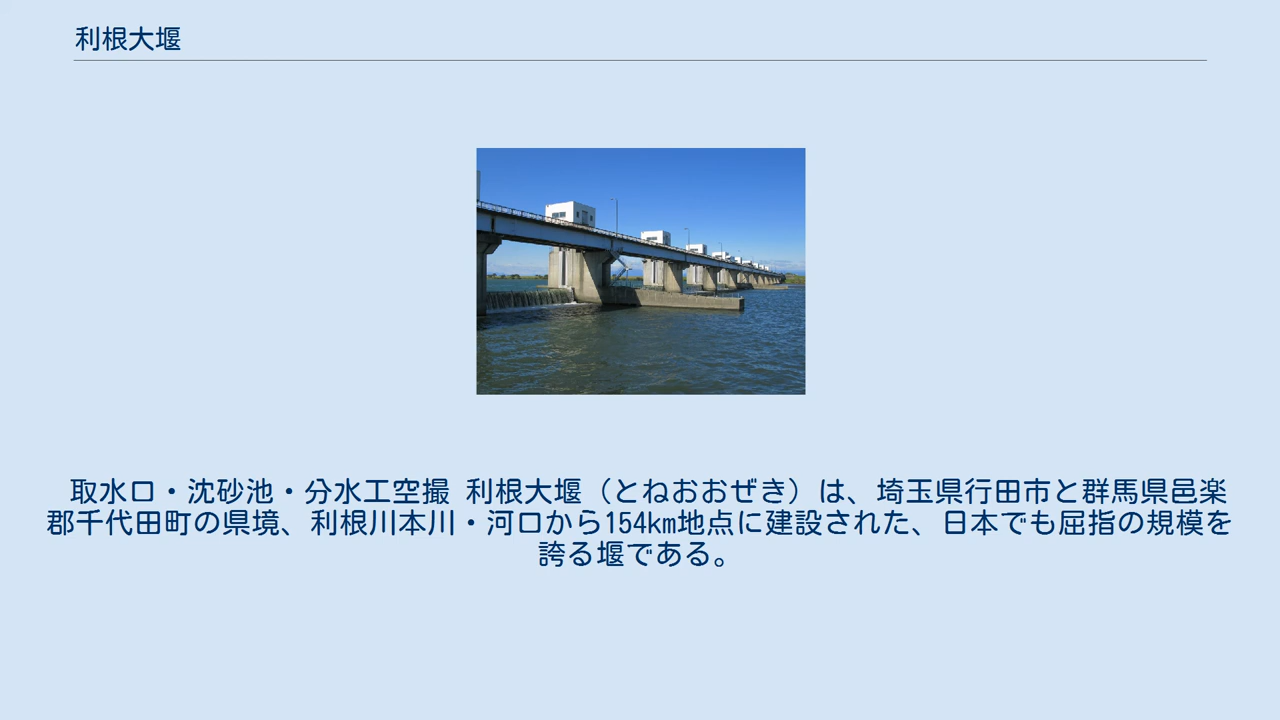 利根大堰
取水口・沈砂池・分水工空撮 利根大堰（とねおおぜき）は、埼玉県行田市と群馬県邑楽
郡千代田町の県境、利根川本川・河口から154km地点に建設された、日本でも屈指の規模を
誇る堰である。